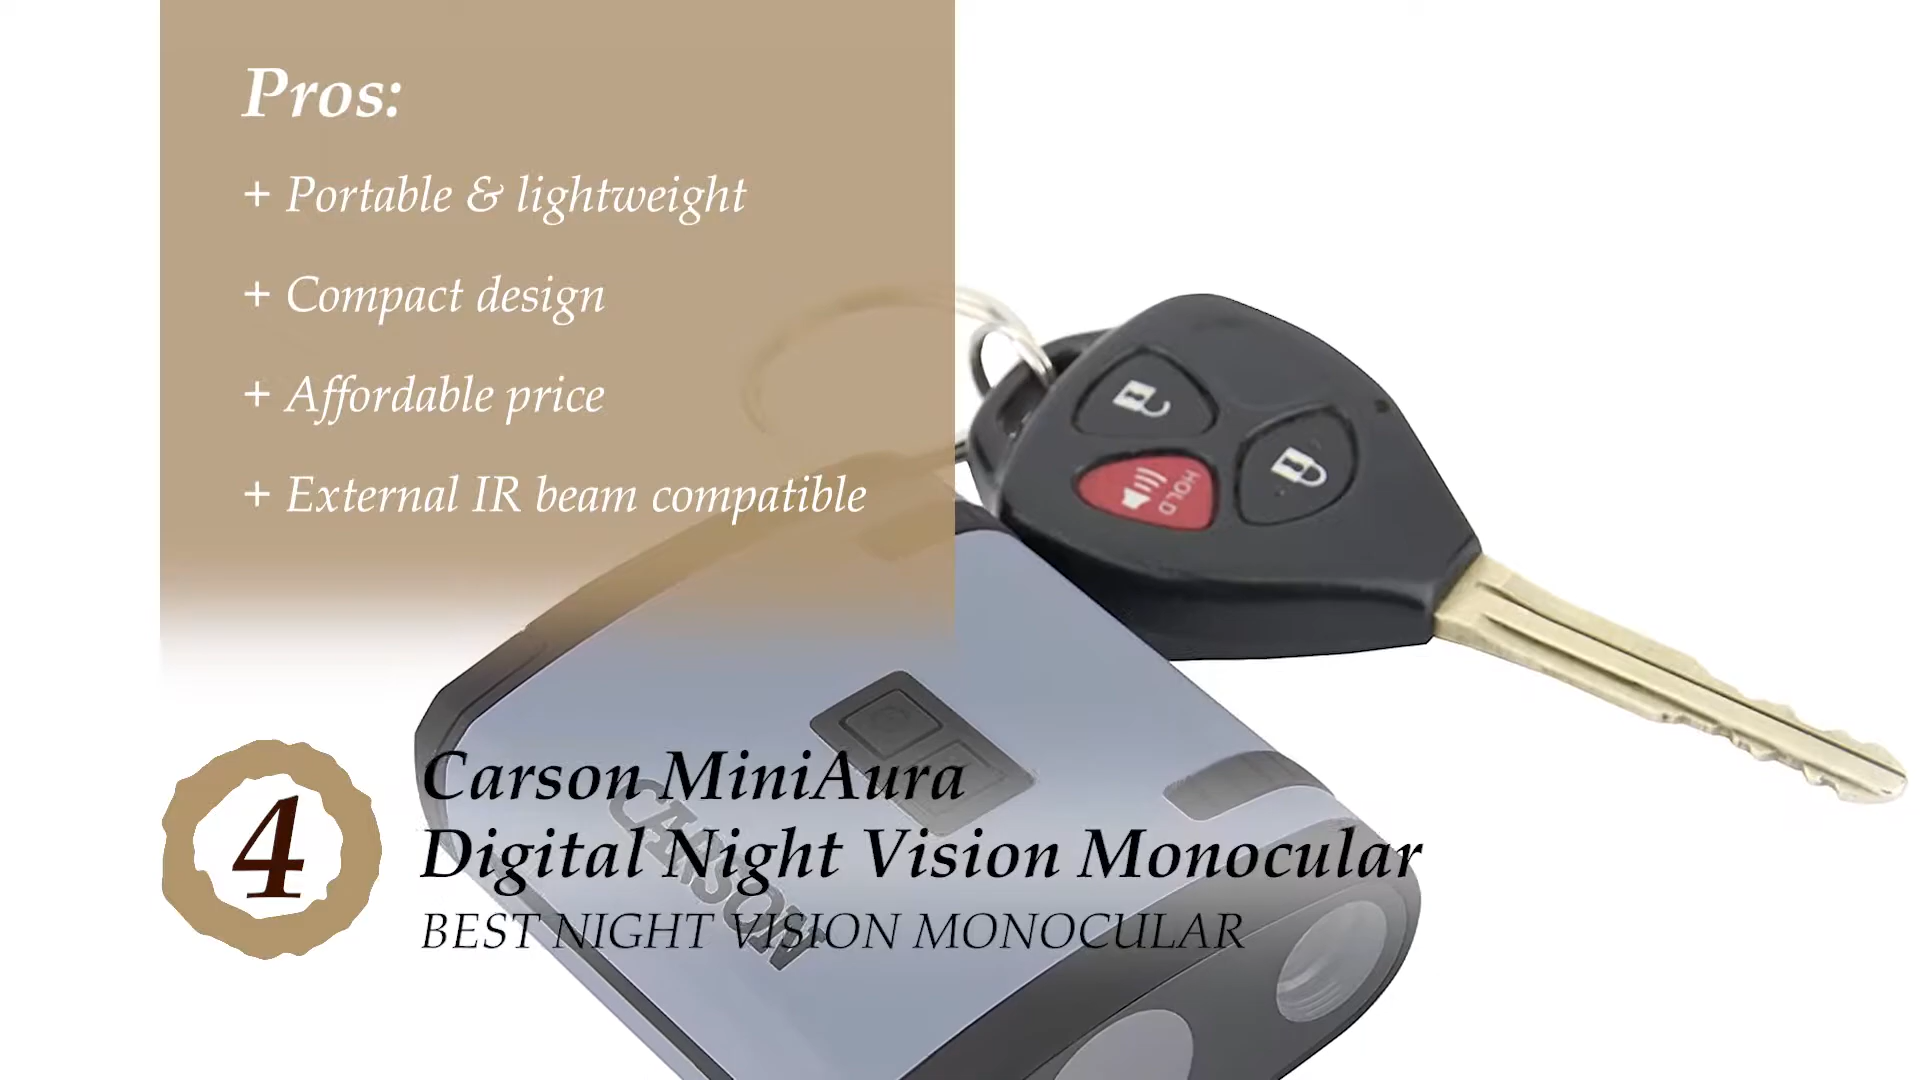 Pros:
+ Portable & lightweight
+ Compact design
+ Affordable price
+ External IR beam compatible
HOLD
4
Carson MiniAura
Digital Night Vision Monocular
BEST NIGHT VISION MONOCULAR
CARSON